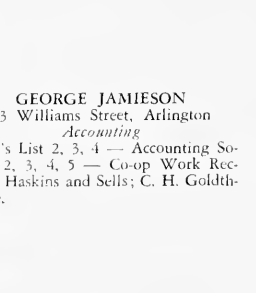 GEORGE JAMIESON
3 Williams Street, Arlington
Accounting
's List 2, 3, 4 — Accounting So-
2, 3, 4, 5 — Co-op Work Rec-
Haskins and Sells; C. H. Goldth-
.